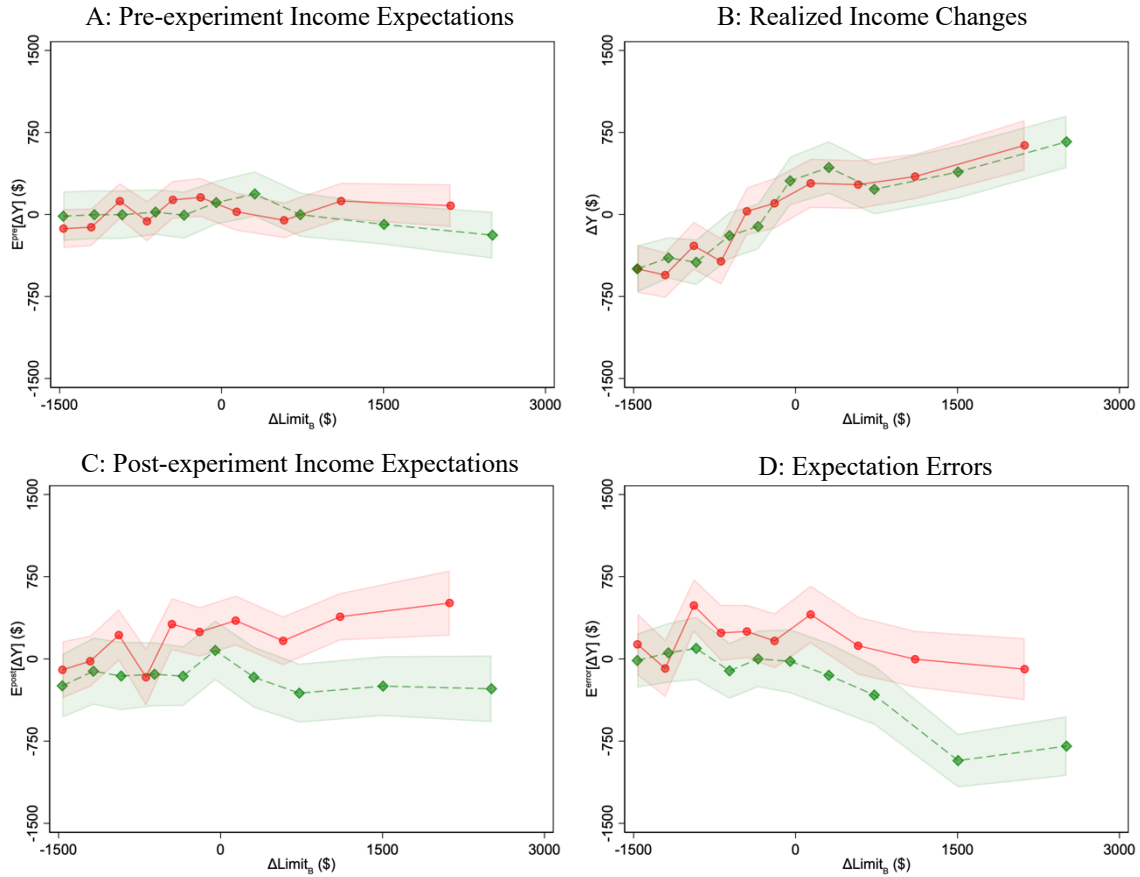 A: Pre-experiment Income Expectations
E^pre[ΔY] ($)
1500
750
0
-750
-1500
-1500 0 1500 3000
ΔLimit_B ($)
B: Realized Income Changes
ΔY ($)
1500
750
0
-750
-1500
-1500 0 1500 3000
ΔLimit_B ($)
C: Post-experiment Income Expectations
E^post[ΔY] ($)
1500
750
0
-750
-1500
-1500 0 1500 3000
ΔLimit_B ($)
D: Expectation Errors
E^error[ΔY] ($)
1500
750
0
-750
-1500
-1500 0 1500 3000
ΔLimit_B ($)